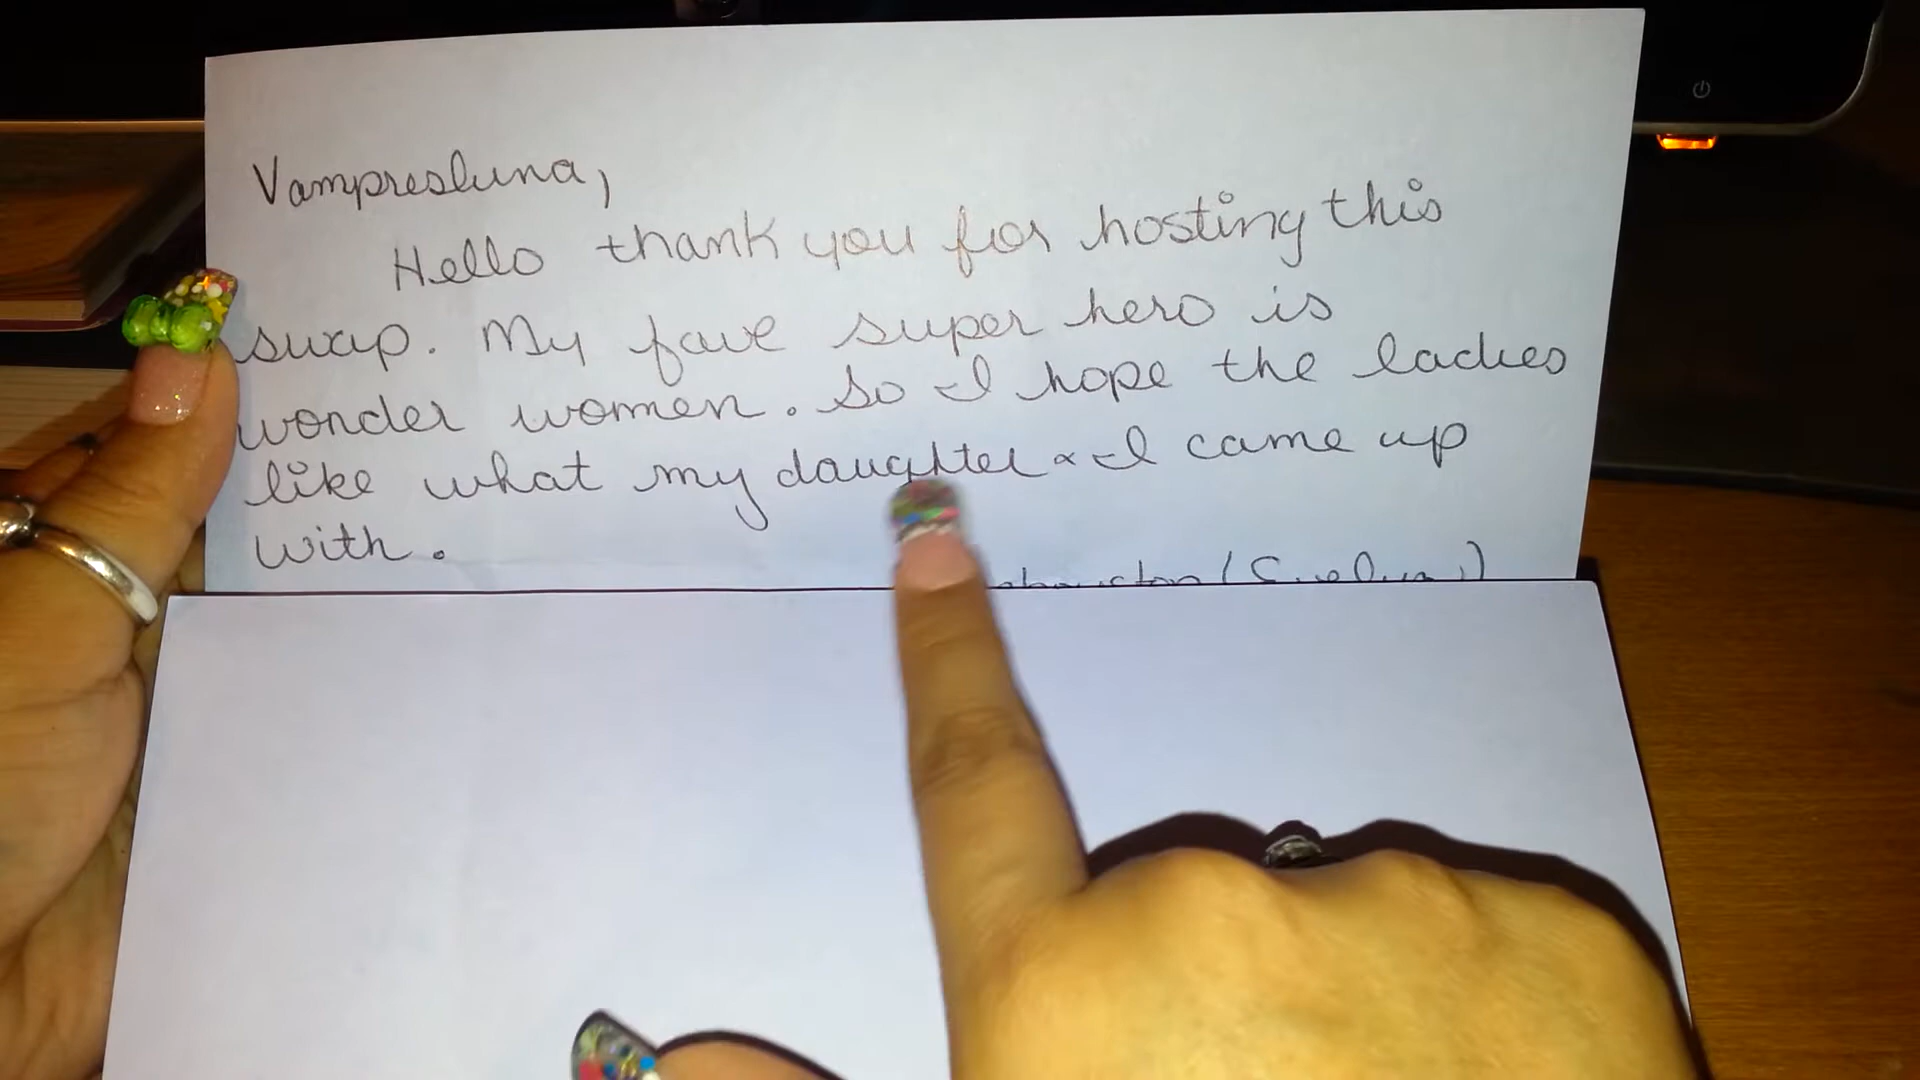 Vampresluna,
Hello thank you for hosting this
swap. My fave super hero is
wonder women. So I hope the ladies
like what my daughter & I came up
with.